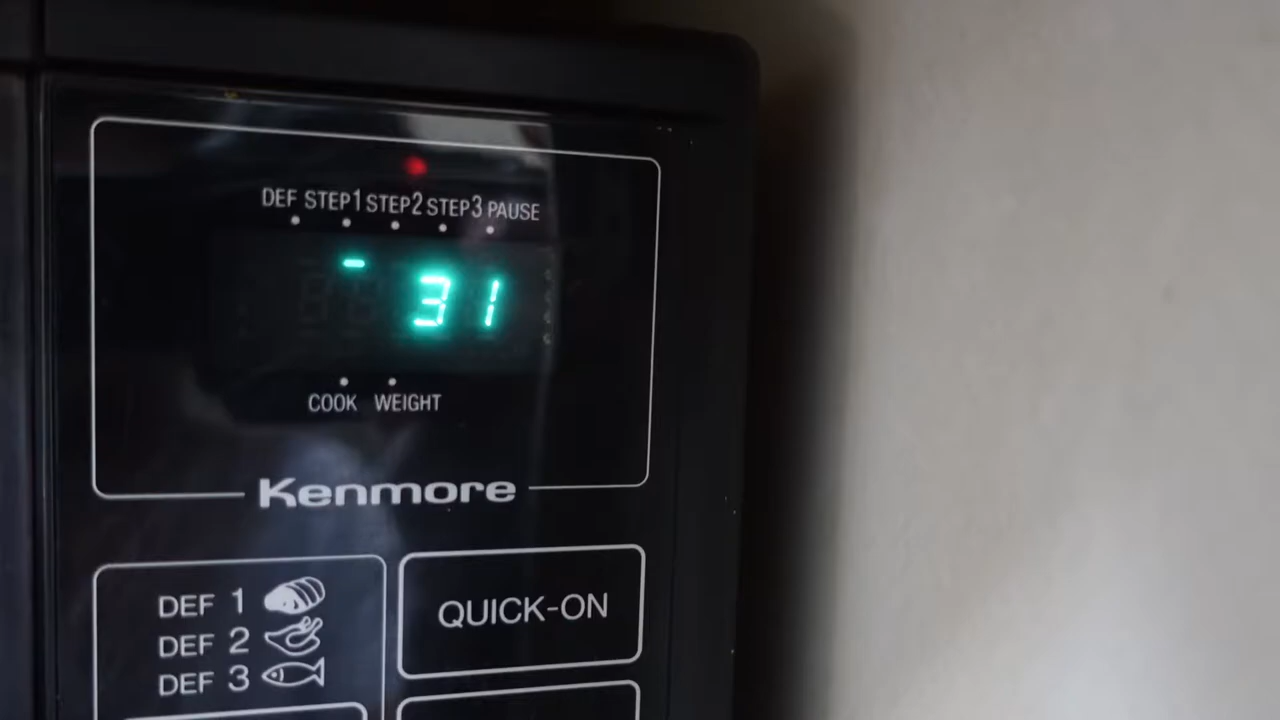 DEF STEP1 STEP2 STEP3 PAUSE
31
COOK WEIGHT
Kenmore
DEF 1
DEF 2
DEF 3
QUICK-ON